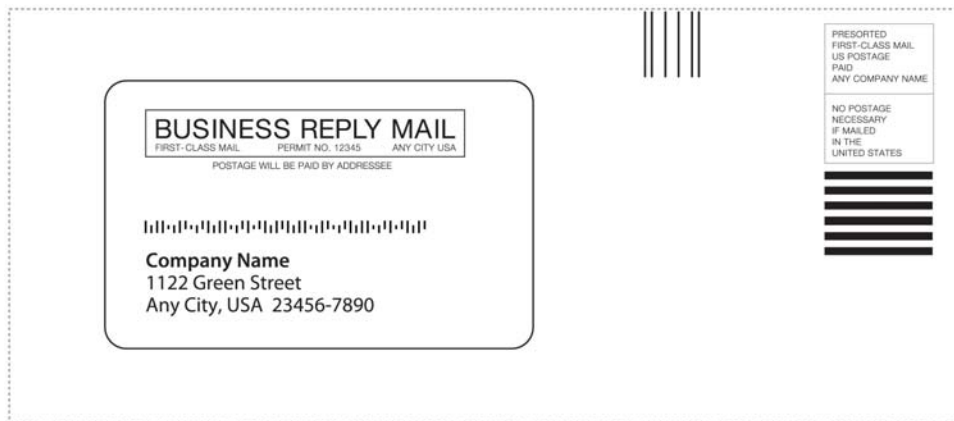 PRESORTED
FIRST-CLASS MAIL
US POSTAGE
PAID
ANY COMPANY NAME
NO POSTAGE
NECESSARY
IF MAILED
IN THE
UNITED STATES
BUSINESS REPLY MAIL
FIRST-CLASS MAIL PERMIT NO. 12345 ANY CITY USA
POSTAGE WILL BE PAID BY ADDRESSEE
Company Name
1122 Green Street
Any City, USA 23456-7890